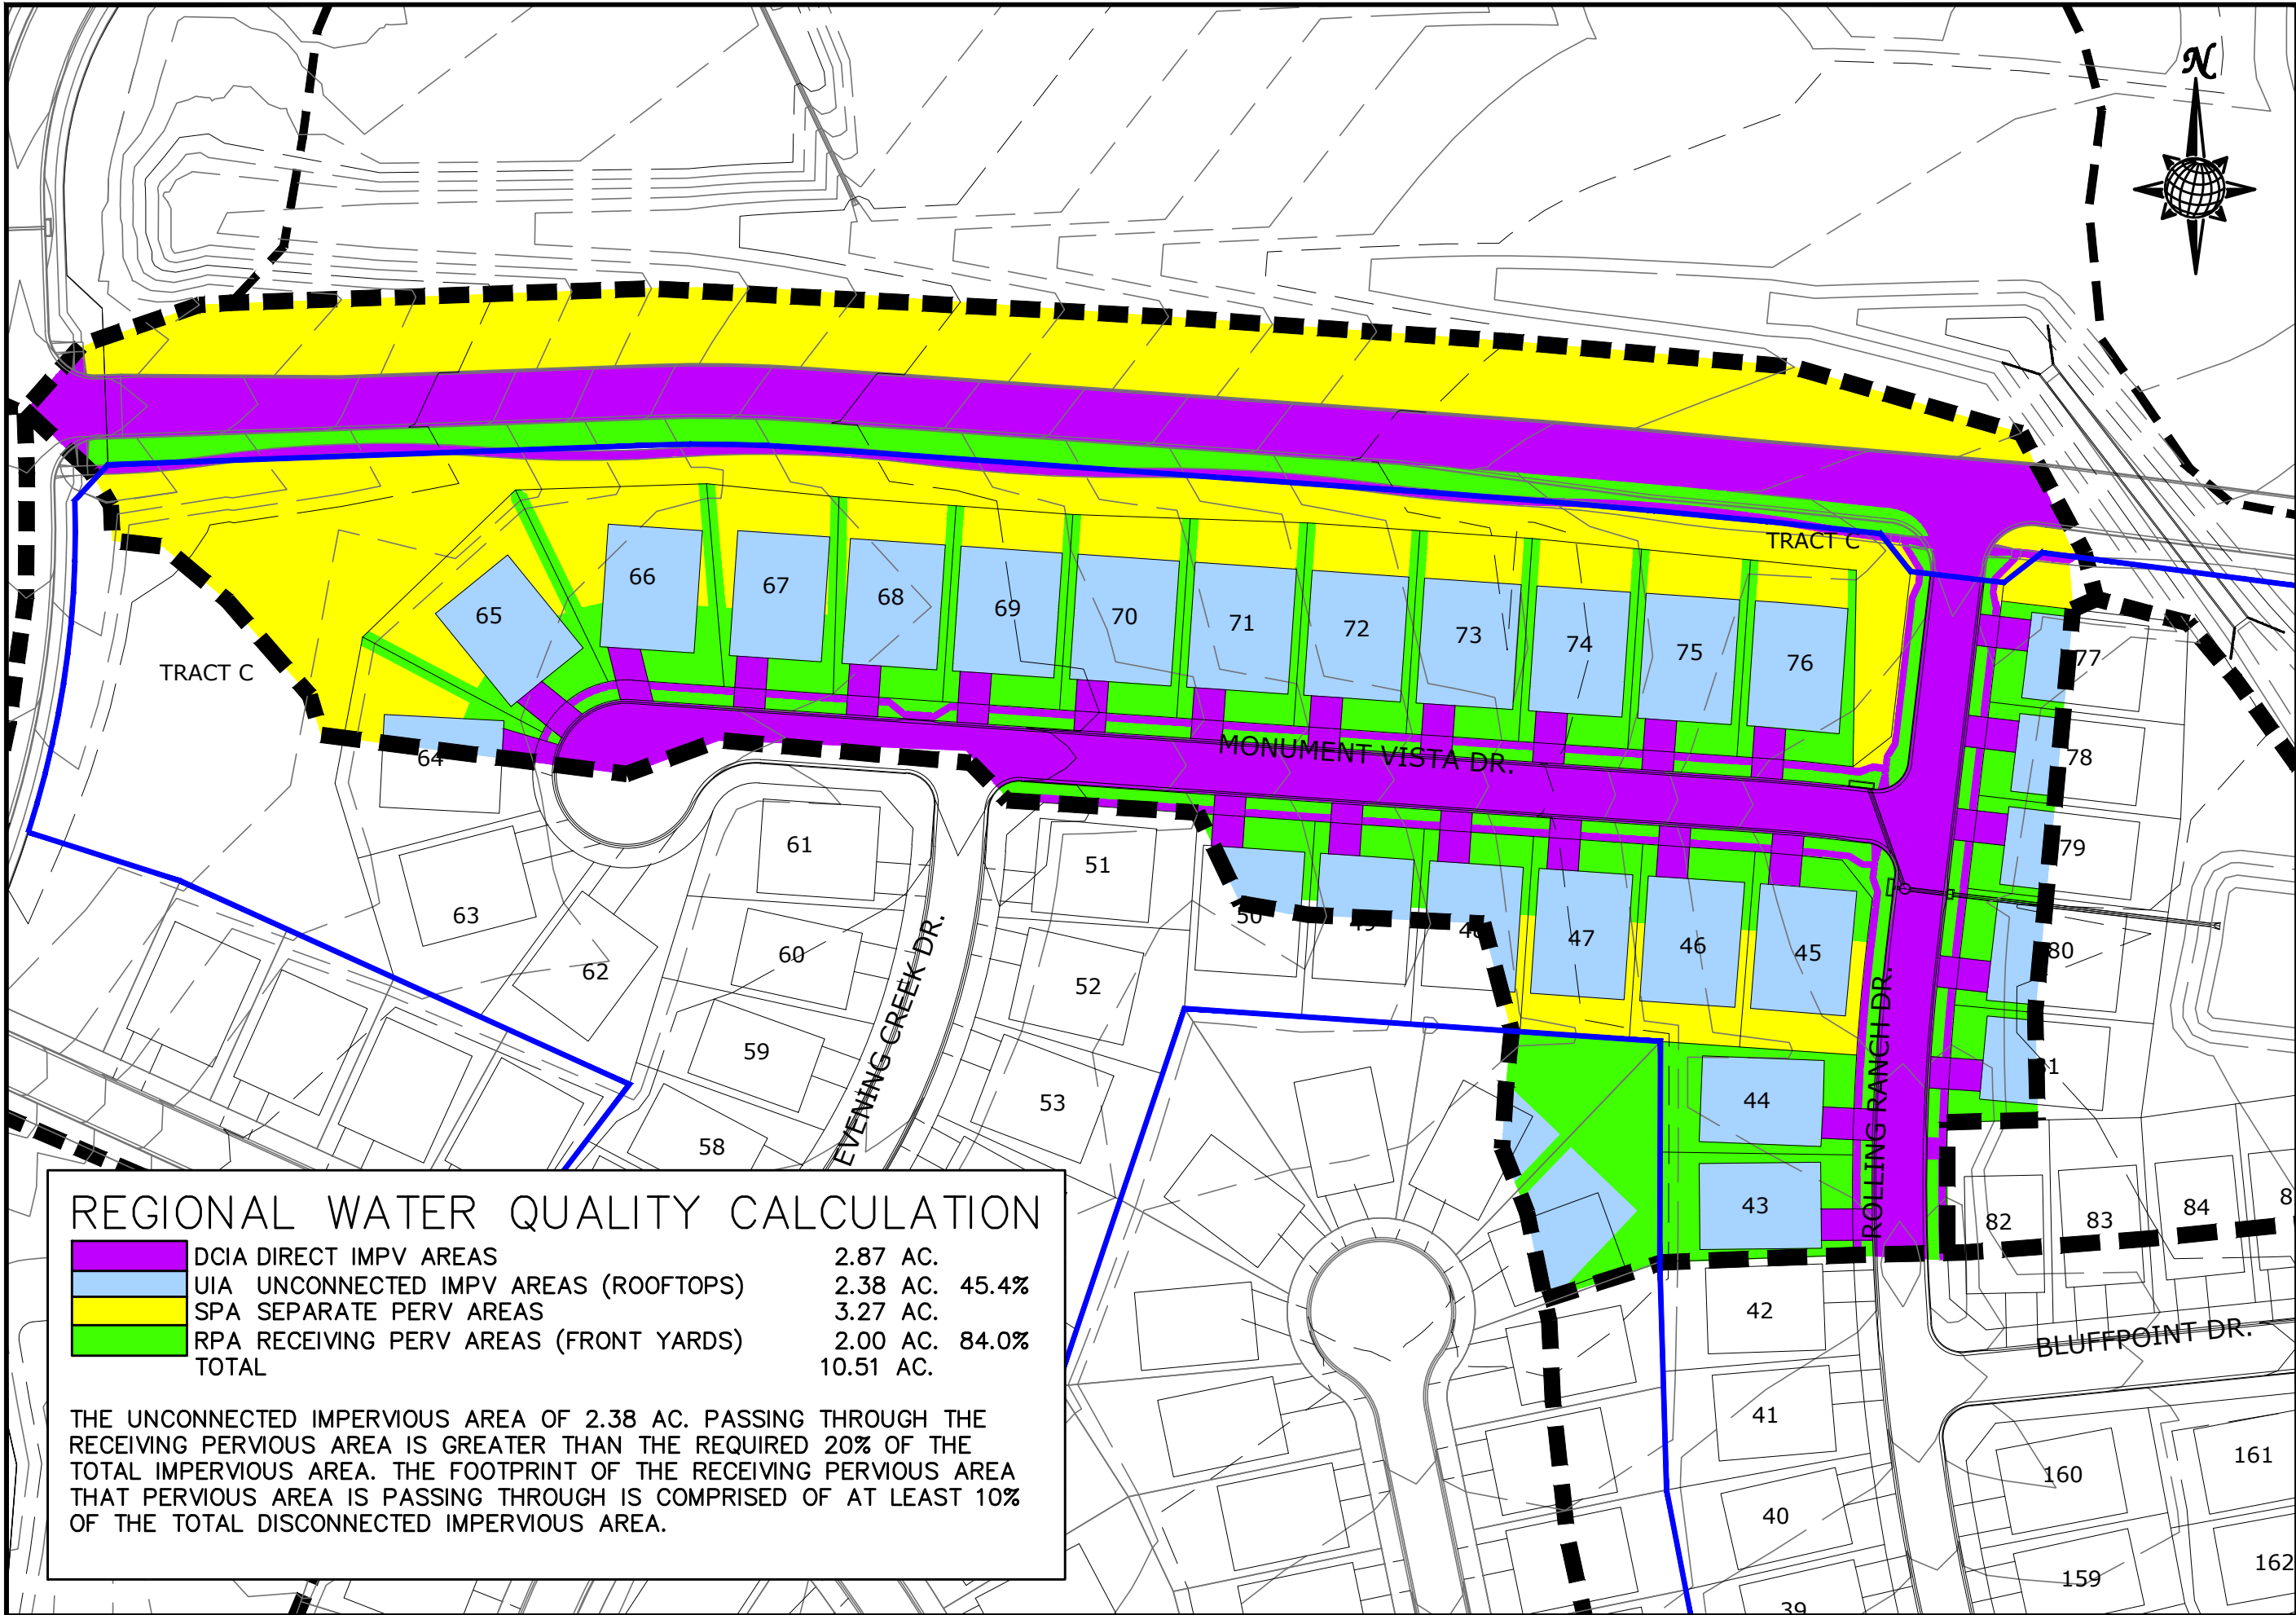 N
TRACT C
TRACT C
66
67
68
69
70
71
72
73
74
75
76
65
77
78
79
80
64
MONUMENT VISTA DR.
61
51
50
47
46
45
63
62
60
52
59
53
58
EVENING CREEK DR.
ROLLING RANCH DR.
44
43
42
41
40
39
82
83
84
BLUFFPOINT DR.
160
161
159
162
REGIONAL WATER QUALITY CALCULATION
DCIA DIRECT IMPV AREAS 2.87 AC.
UIA UNCONNECTED IMPV AREAS (ROOFTOPS) 2.38 AC. 45.4%
SPA SEPARATE PERV AREAS 3.27 AC.
RPA RECEIVING PERV AREAS (FRONT YARDS) 2.00 AC. 84.0%
TOTAL 10.51 AC.
THE UNCONNECTED IMPERVIOUS AREA OF 2.38 AC. PASSING THROUGH THE
RECEIVING PERVIOUS AREA IS GREATER THAN THE REQUIRED 20% OF THE
TOTAL IMPERVIOUS AREA. THE FOOTPRINT OF THE RECEIVING PERVIOUS AREA
THAT PERVIOUS AREA IS PASSING THROUGH IS COMPRISED OF AT LEAST 10%
OF THE TOTAL DISCONNECTED IMPERVIOUS AREA.